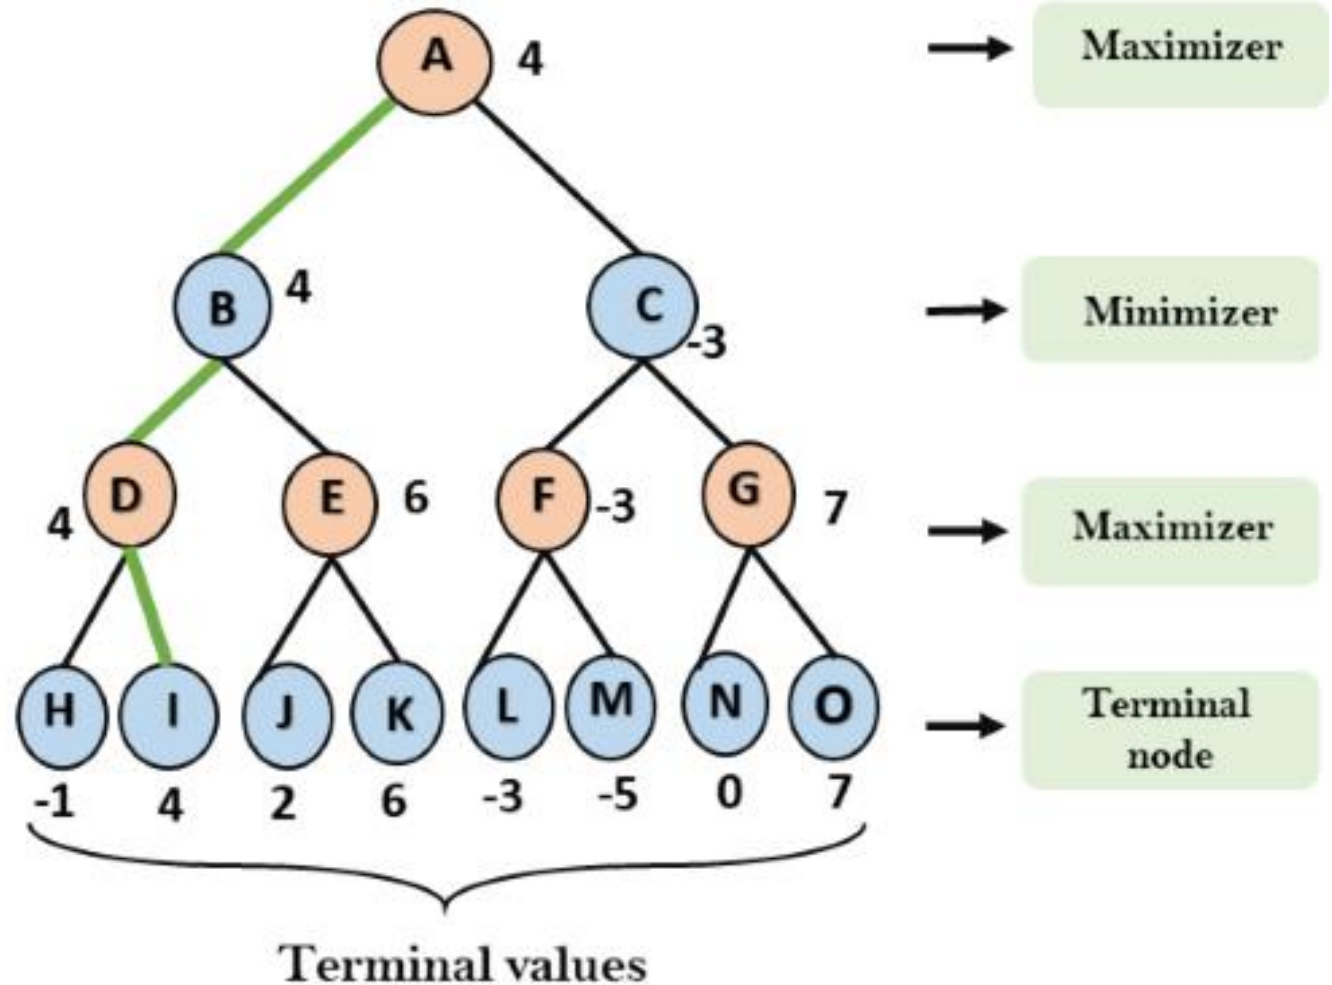 A 4
Maximizer
B 4
C -3
Minimizer
D 4
E 6
F -3
G 7
Maximizer
H I J K L M N O
Terminal
node
-1 4 2 6 -3 -5 0 7
Terminal values